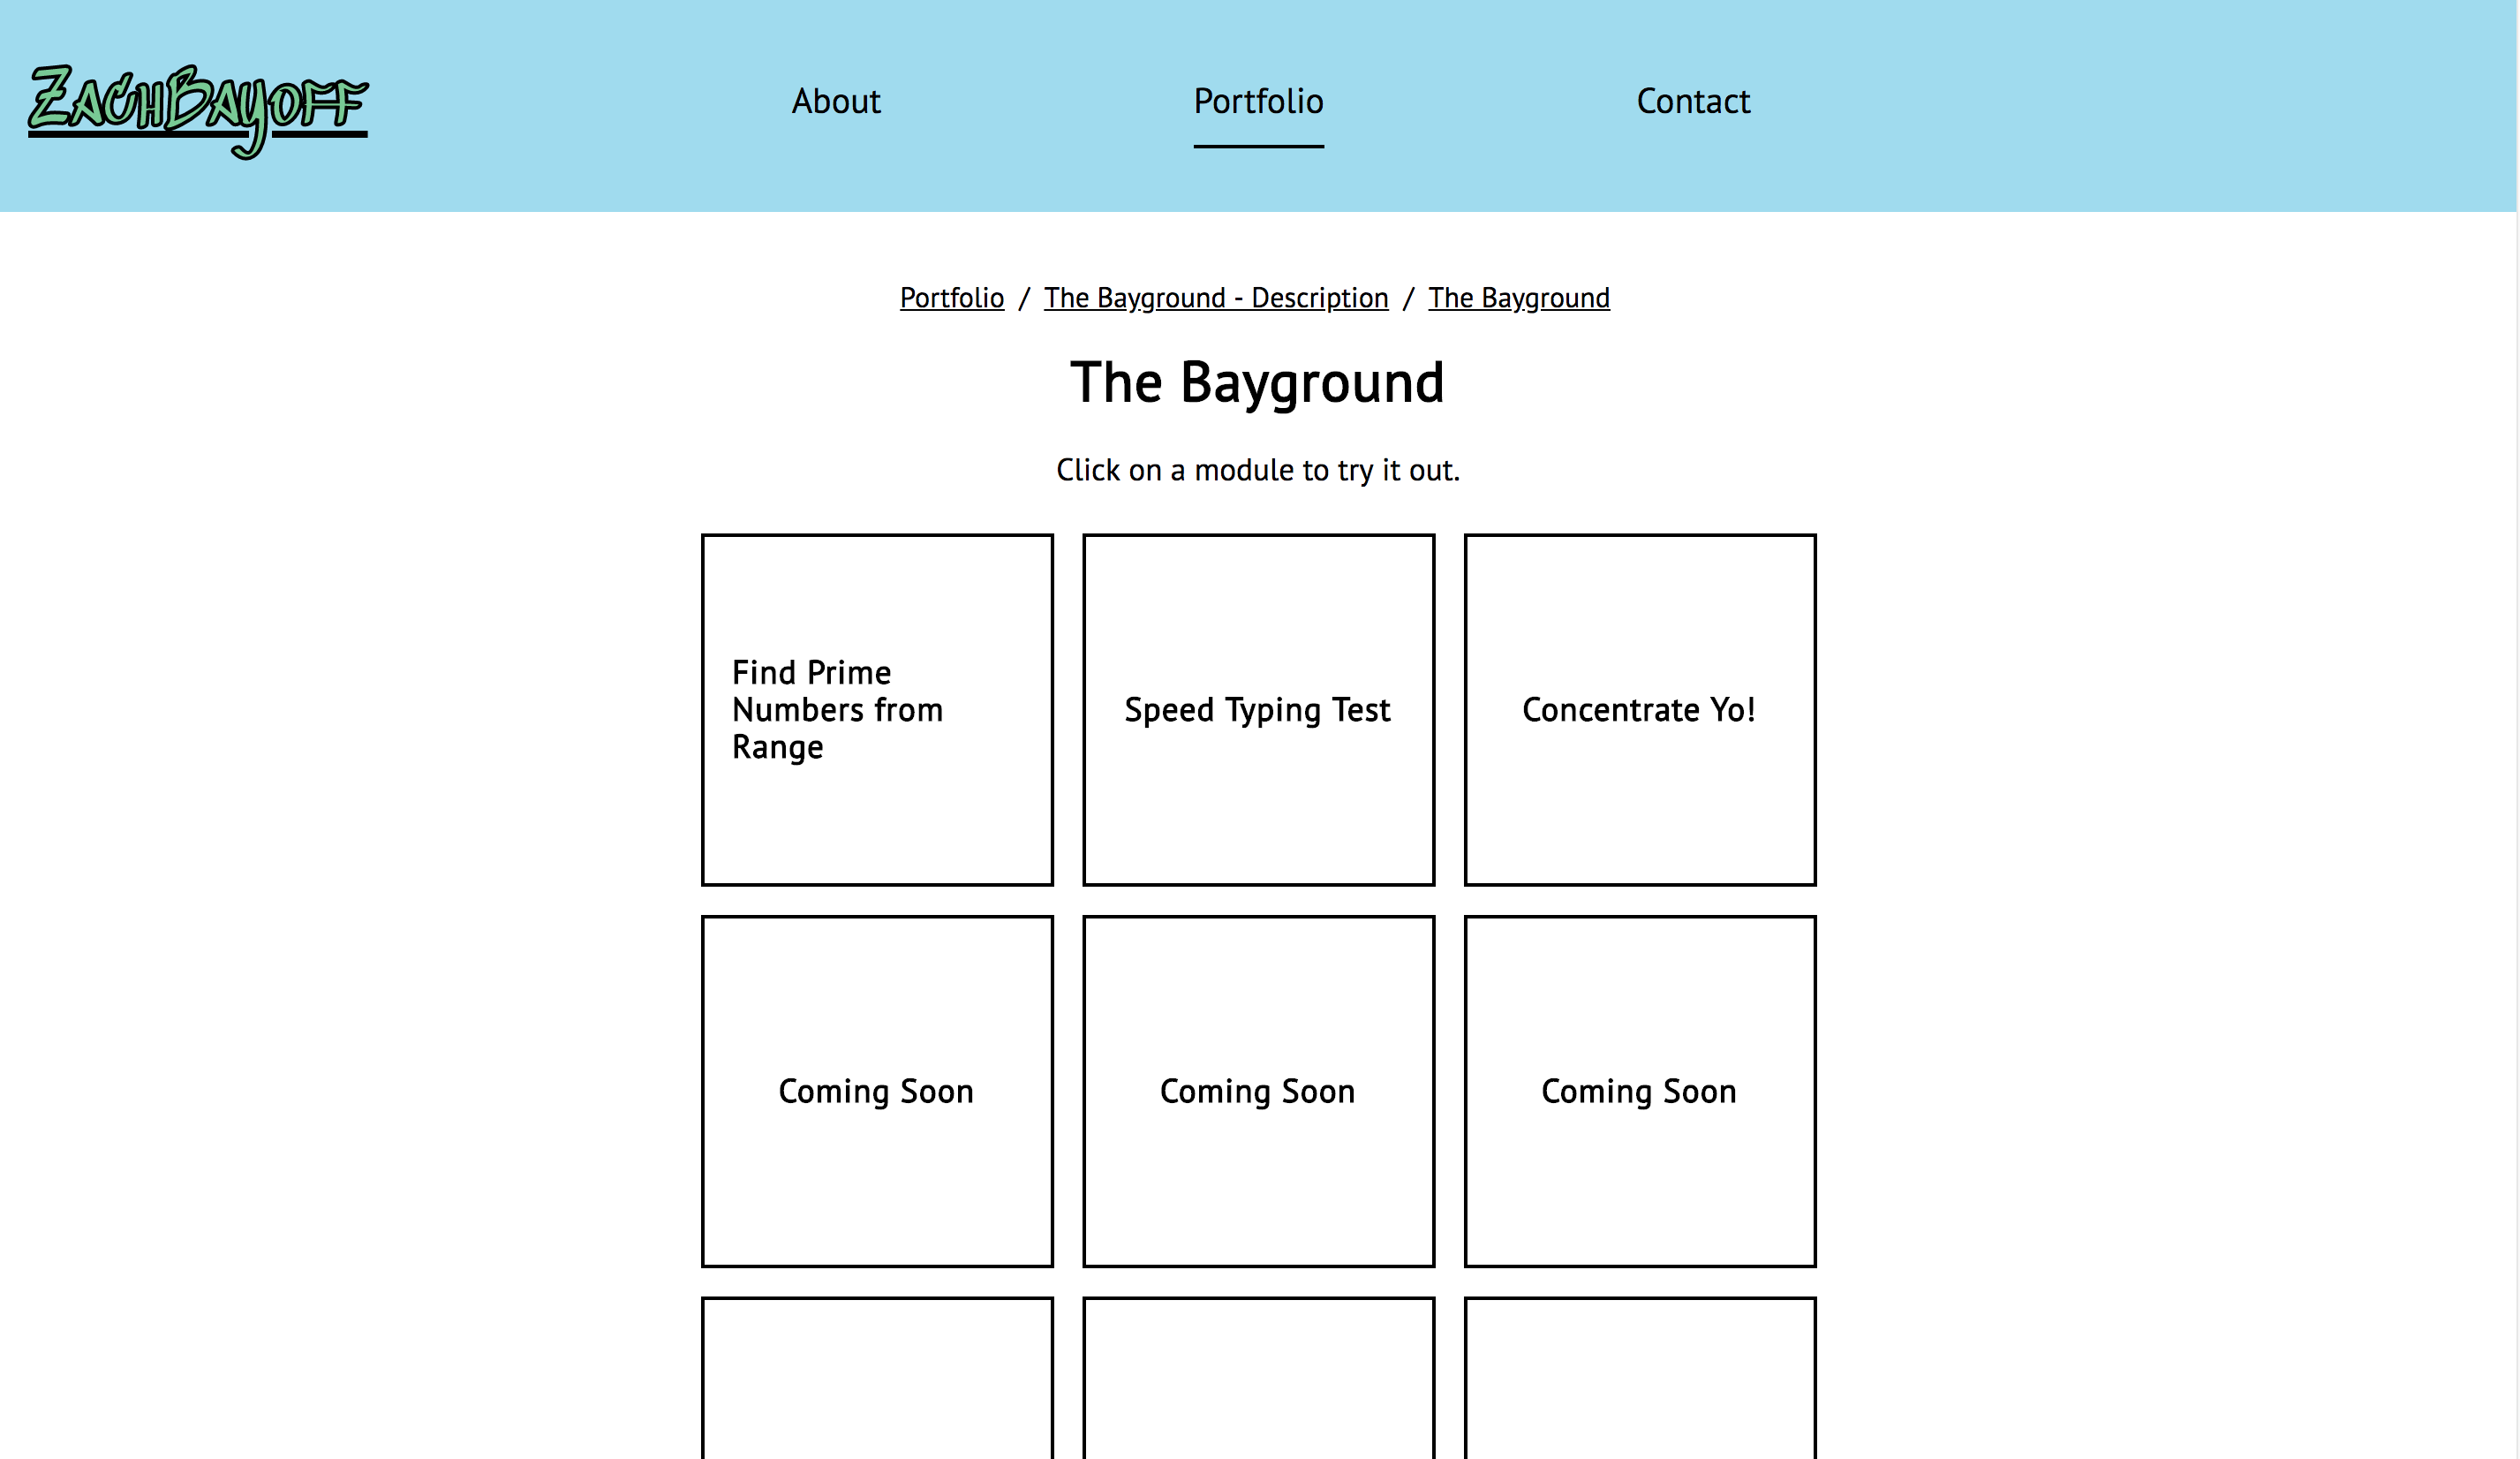 ZachBayoff
About
Portfolio
Contact
Portfolio / The Bayground - Description / The Bayground
The Bayground
Click on a module to try it out.
Find Prime
Numbers from
Range
Speed Typing Test
Concentrate Yo!
Coming Soon
Coming Soon
Coming Soon